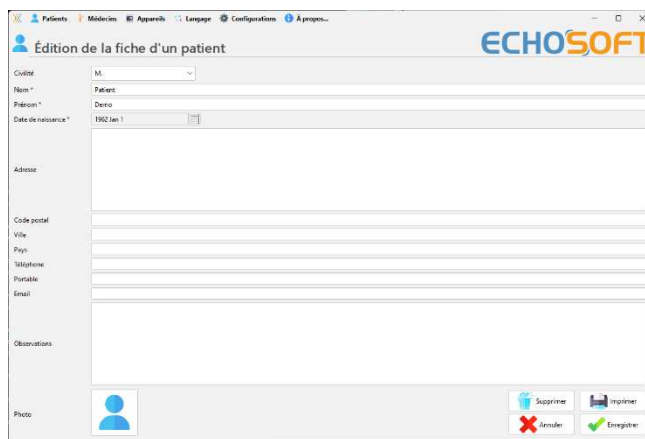 Patients Médecins Appareils Langage Configurations À propos...
Édition de la fiche d'un patient
ECHOSOFT
Civilité M.
Nom * Patient
Prénom * Demo
Date de naissance * 1962 Jan 1
Adresse
Code postal
Ville
Pays
Téléphone
Portable
Email
Observations
Photo
Supprimer Imprimer
Annuler Enregistrer